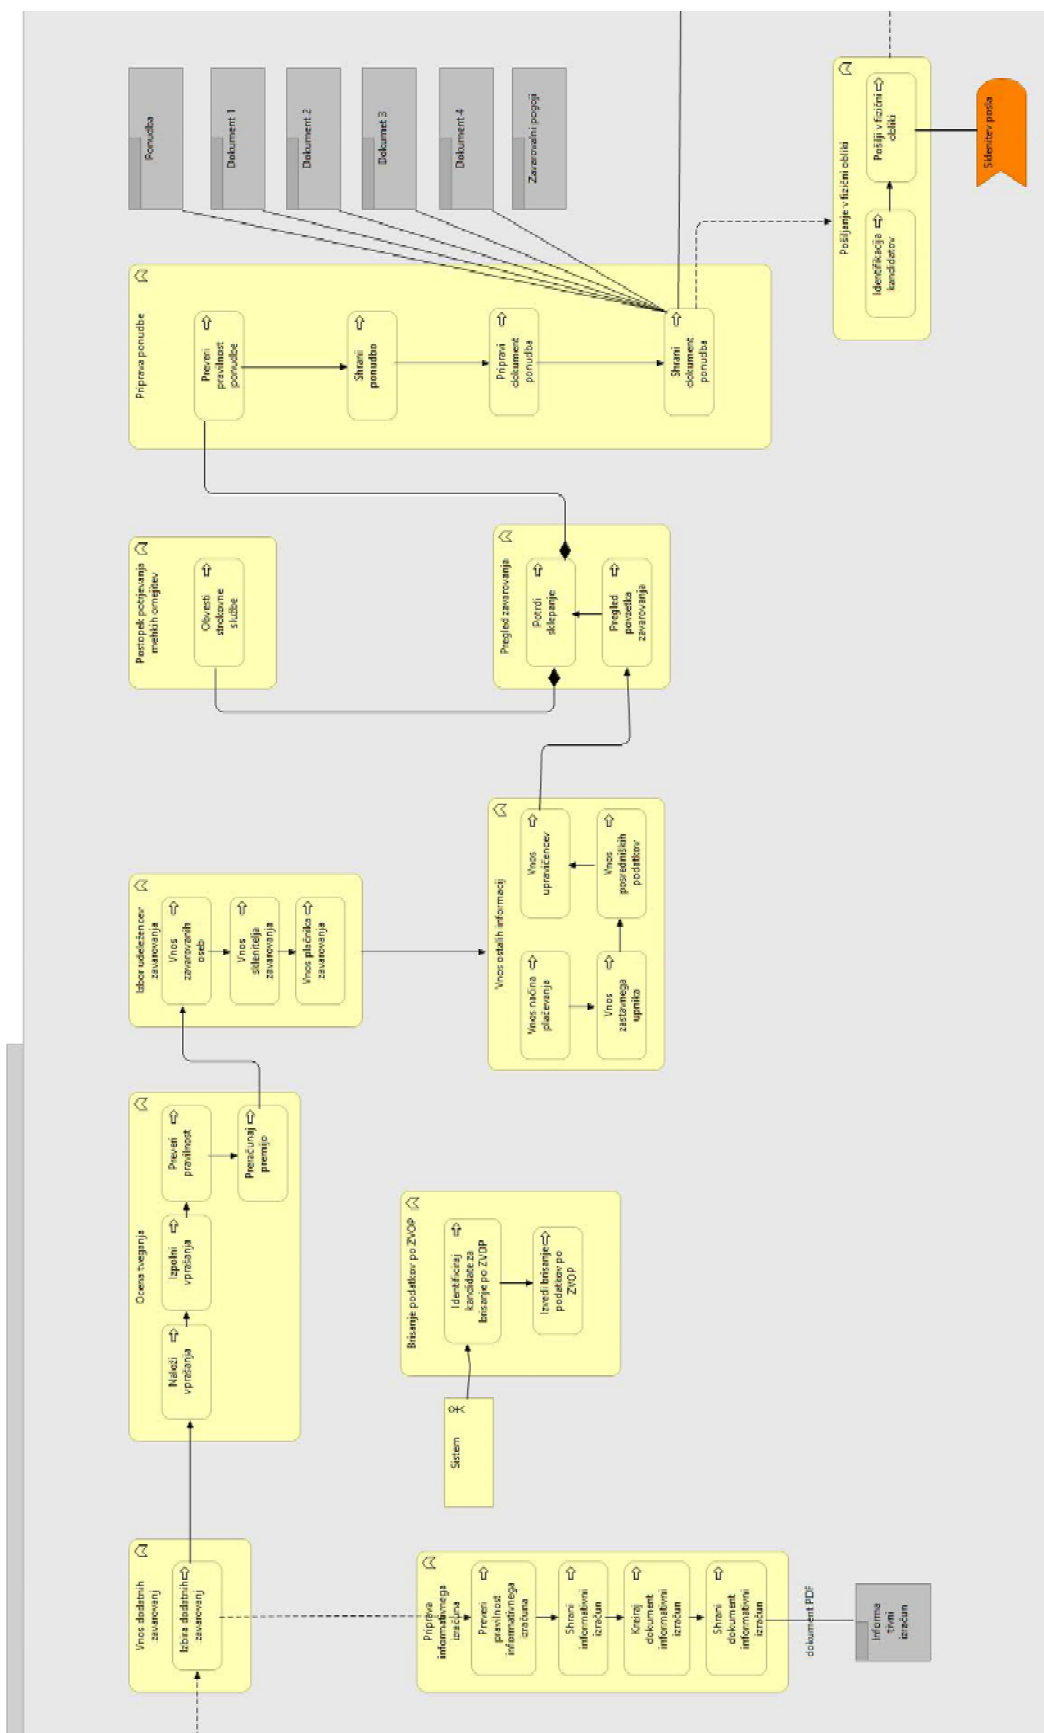 Vnos dodatnih
zavarovanj
Izbira dodatnih
zavarovanj
Ocena tveganja
Naloži
vprašanja
Izpolni
vprašanja
Preveri
pravilnost
Preračunaj
premijo
Izbor udeležencev
zavarovanja
Vnos
zavarovanih
oseb
Vnos
sklenitelja
zavarovanja
Vnos plačnika
zavarovanja
Postopek potrjevanja
mehkih omejitev
Obvesti
strokovne
službe
Priprava ponudbe
Preveri
pravilnost
ponudbe
Shrani
ponudbo
Pripravi
dokument
ponudba
Shrani
dokument
ponudba
Ponudba
Dokument 1
Dokument 2
Dokumet 3
Dokument 4
Zavarovalni pogoji
Priprava
informativnega
izračuna
Preveri
pravilnost
informativnega
izračuna
Shrani
informativni
izračun
Kreiraj
dokument
informativni
izračun
Shrani
dokument
informativni
izračun
dokument PDF
Informa
tivni
izračun
Sistem
Brisanje podatkov po ZVOP
Identificiraj
kandidate za
brisanje po ZVOP
Izvedi brisanje
podatkov po
ZVOP
Vnos ostalih informacij
Vnos načina
plačevanja
Vnos
zastavnega
upnika
Vnos
upravičencev
Vnos
posredniških
podatkov
Pregled zavarovanja
Potrdi
sklepanje
Pregled
povzetka
zavarovanja
Pošiljanje v fizični obliki
Identifikacija
kandidatov
Pošlji v fizični
obliki
Sklenitev posla